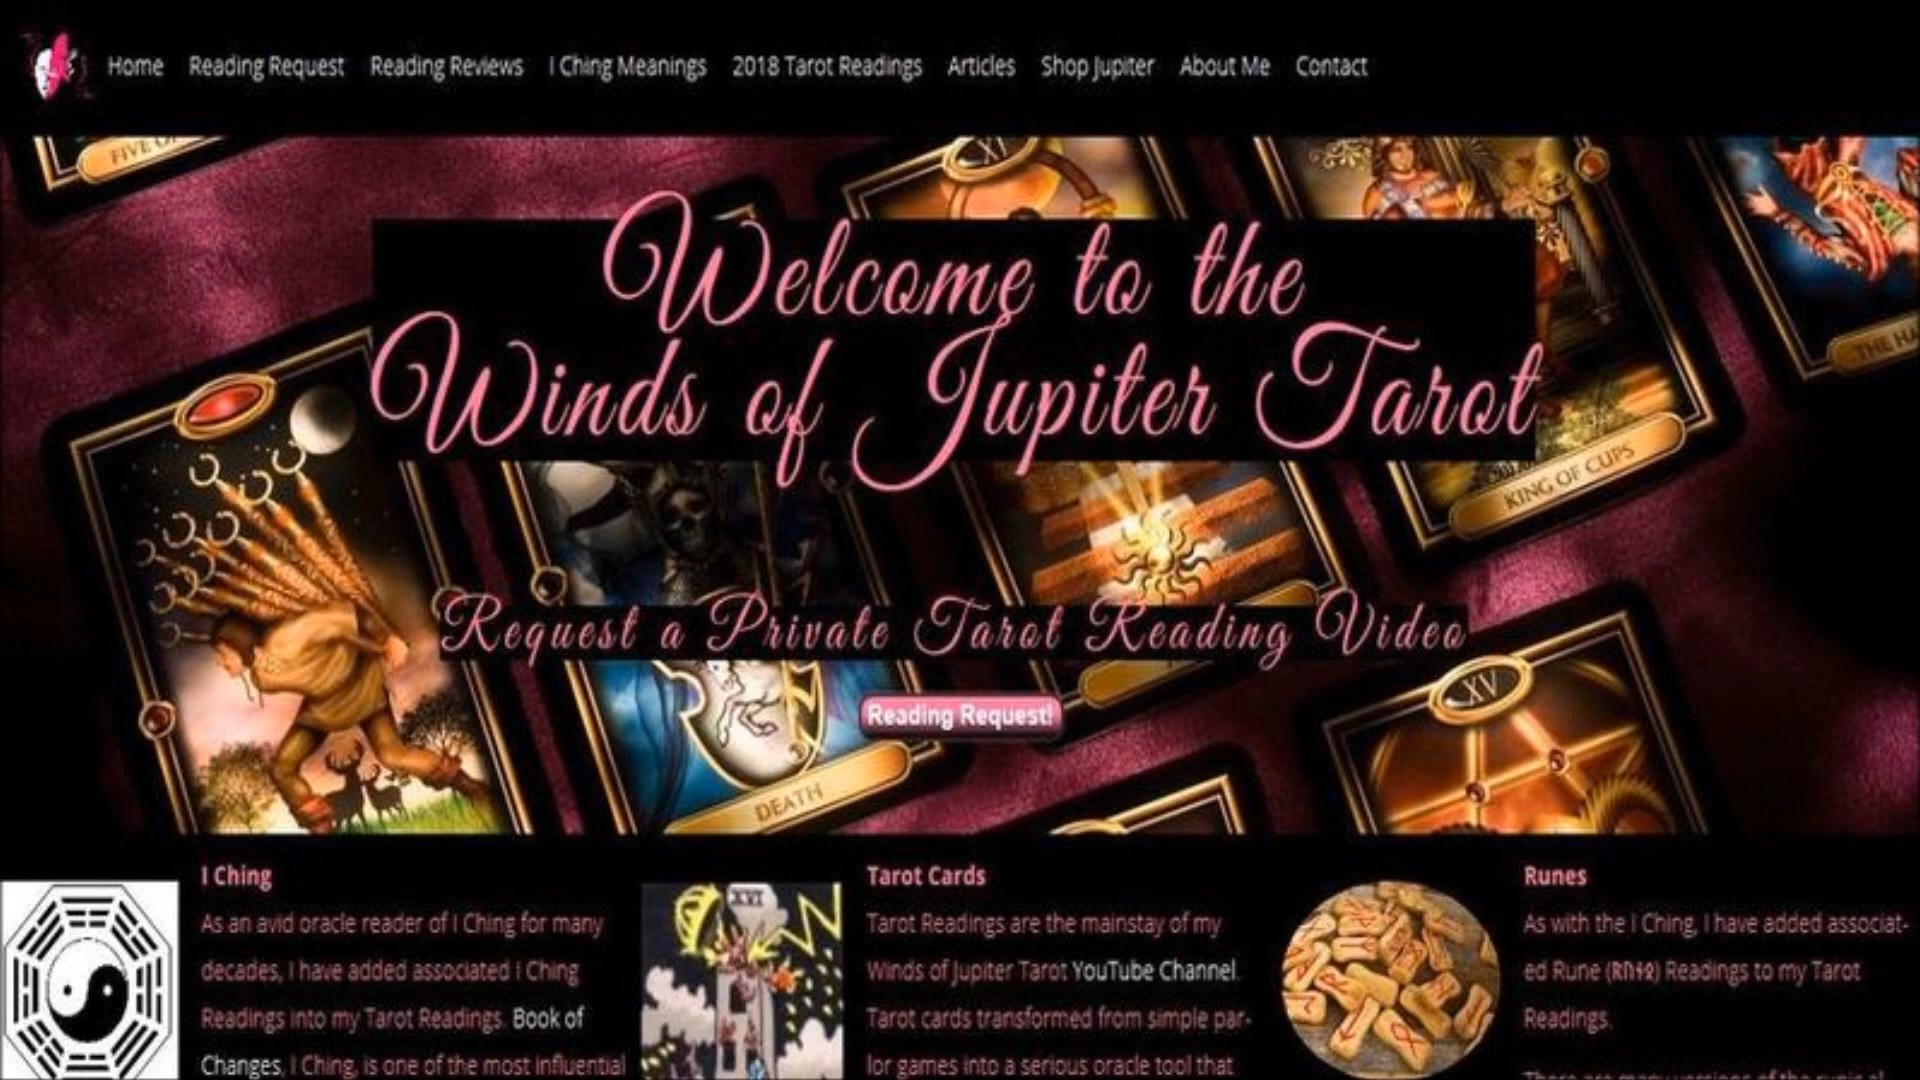 Home Reading Request Reading Reviews I Ching Meanings 2018 Tarot Readings Articles Shop Jupiter About Me Contact
FIVE O
XI
Welcome to the
Winds of Jupiter Tarot
THE HA
KING OF CUPS
Request a Private Tarot Reading Video
XV
Reading Request!
DEATH
I Ching
As an avid oracle reader of I Ching for many
decades, I have added associated I Ching
Readings into my Tarot Readings. Book of
Changes, I Ching, is one of the most influential
XVI
Tarot Cards
Tarot Readings are the mainstay of my
Winds of Jupiter Tarot YouTube Channel.
Tarot cards transformed from simple par-
lor games into a serious oracle tool that
Runes
As with the I Ching, I have added associat-
ed Rune Readings to my Tarot
Readings.